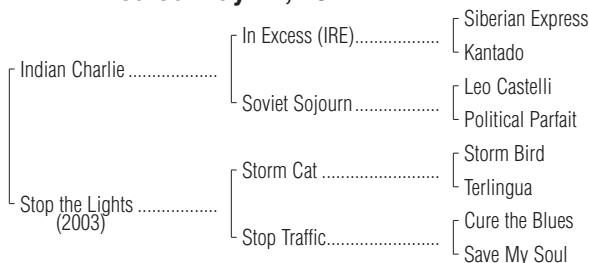 Siberian Express
In Excess (IRE)..................
Kantado
Indian Charlie ...................
Leo Castelli
Soviet Sojourn..................
Political Parfait
Storm Bird
Storm Cat .........................
Terlingua
Stop the Lights .................
(2003)
Cure the Blues
Stop Traffic........................
Save My Soul